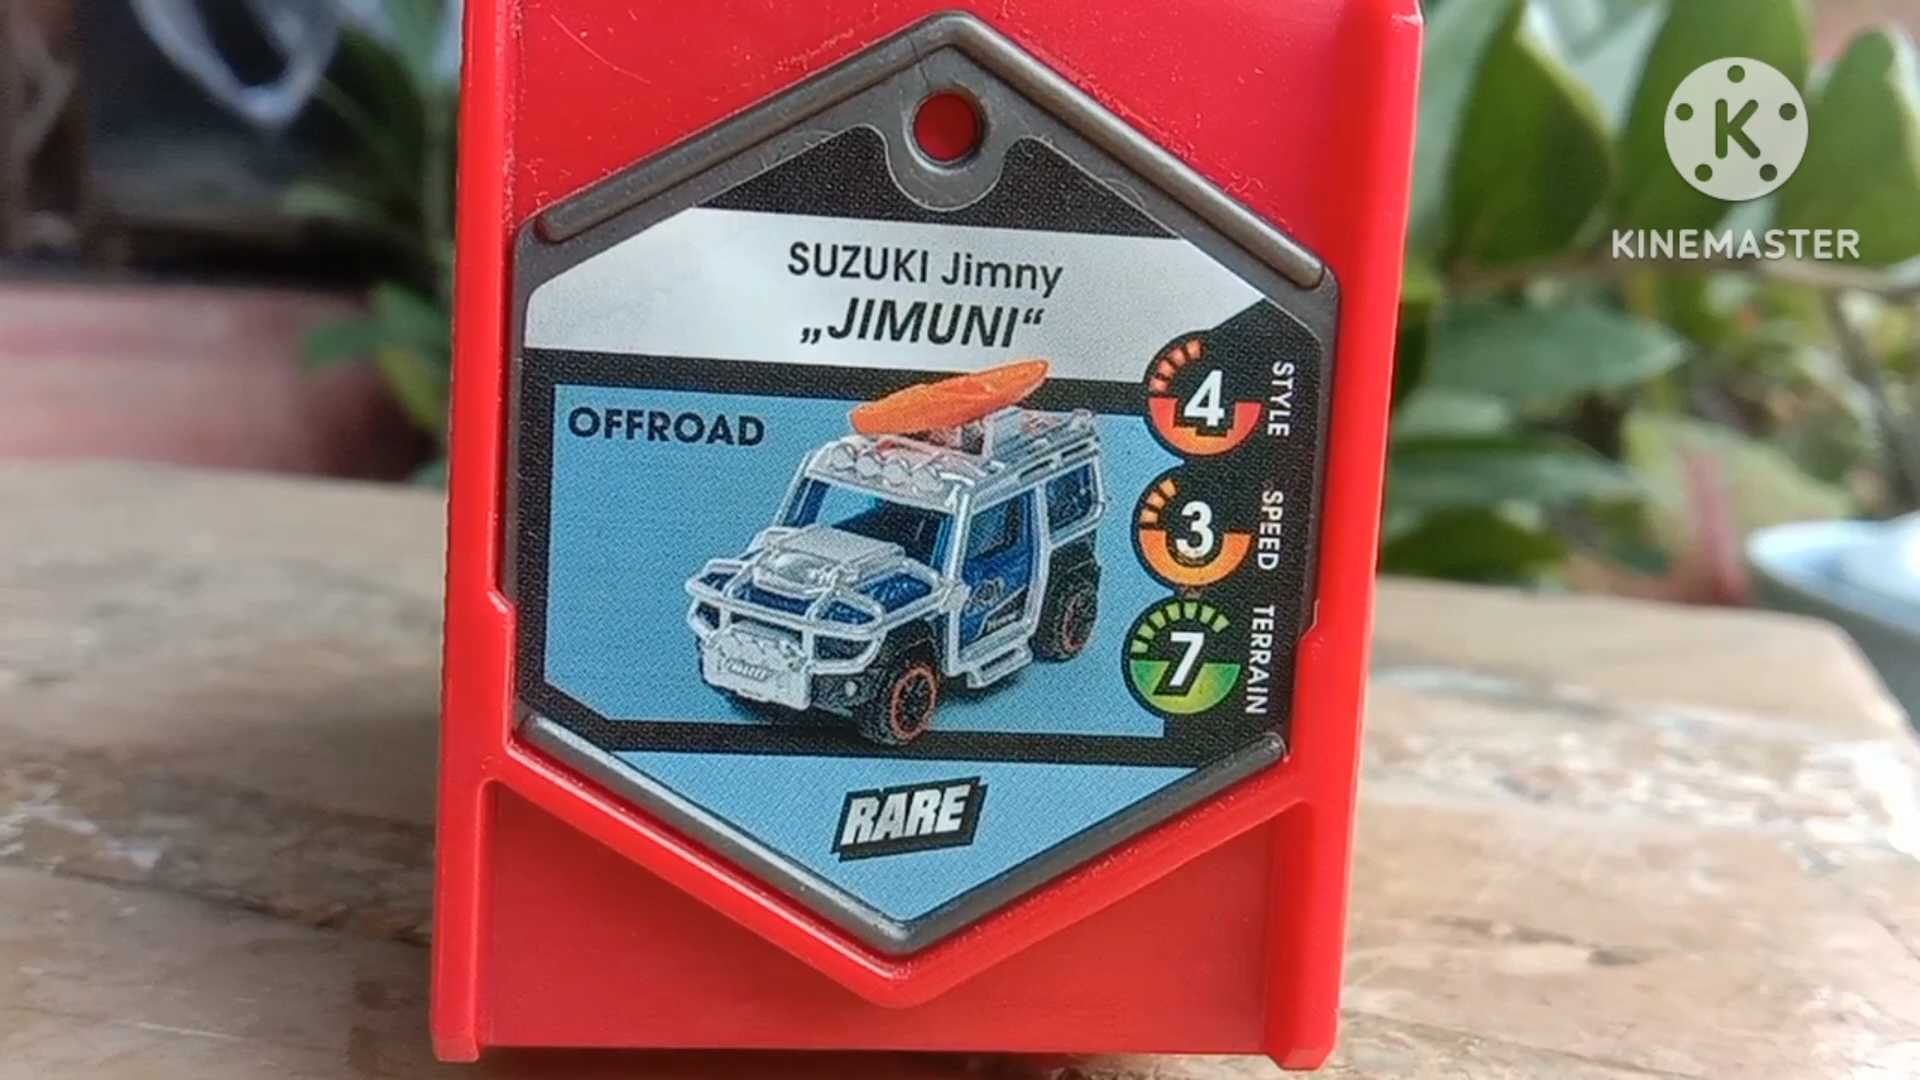 SUZUKI Jimny
„JIMUNI“
OFFROAD
4 STYLE
3 SPEED
7 TERRAIN
RARE
K
KINEMASTER